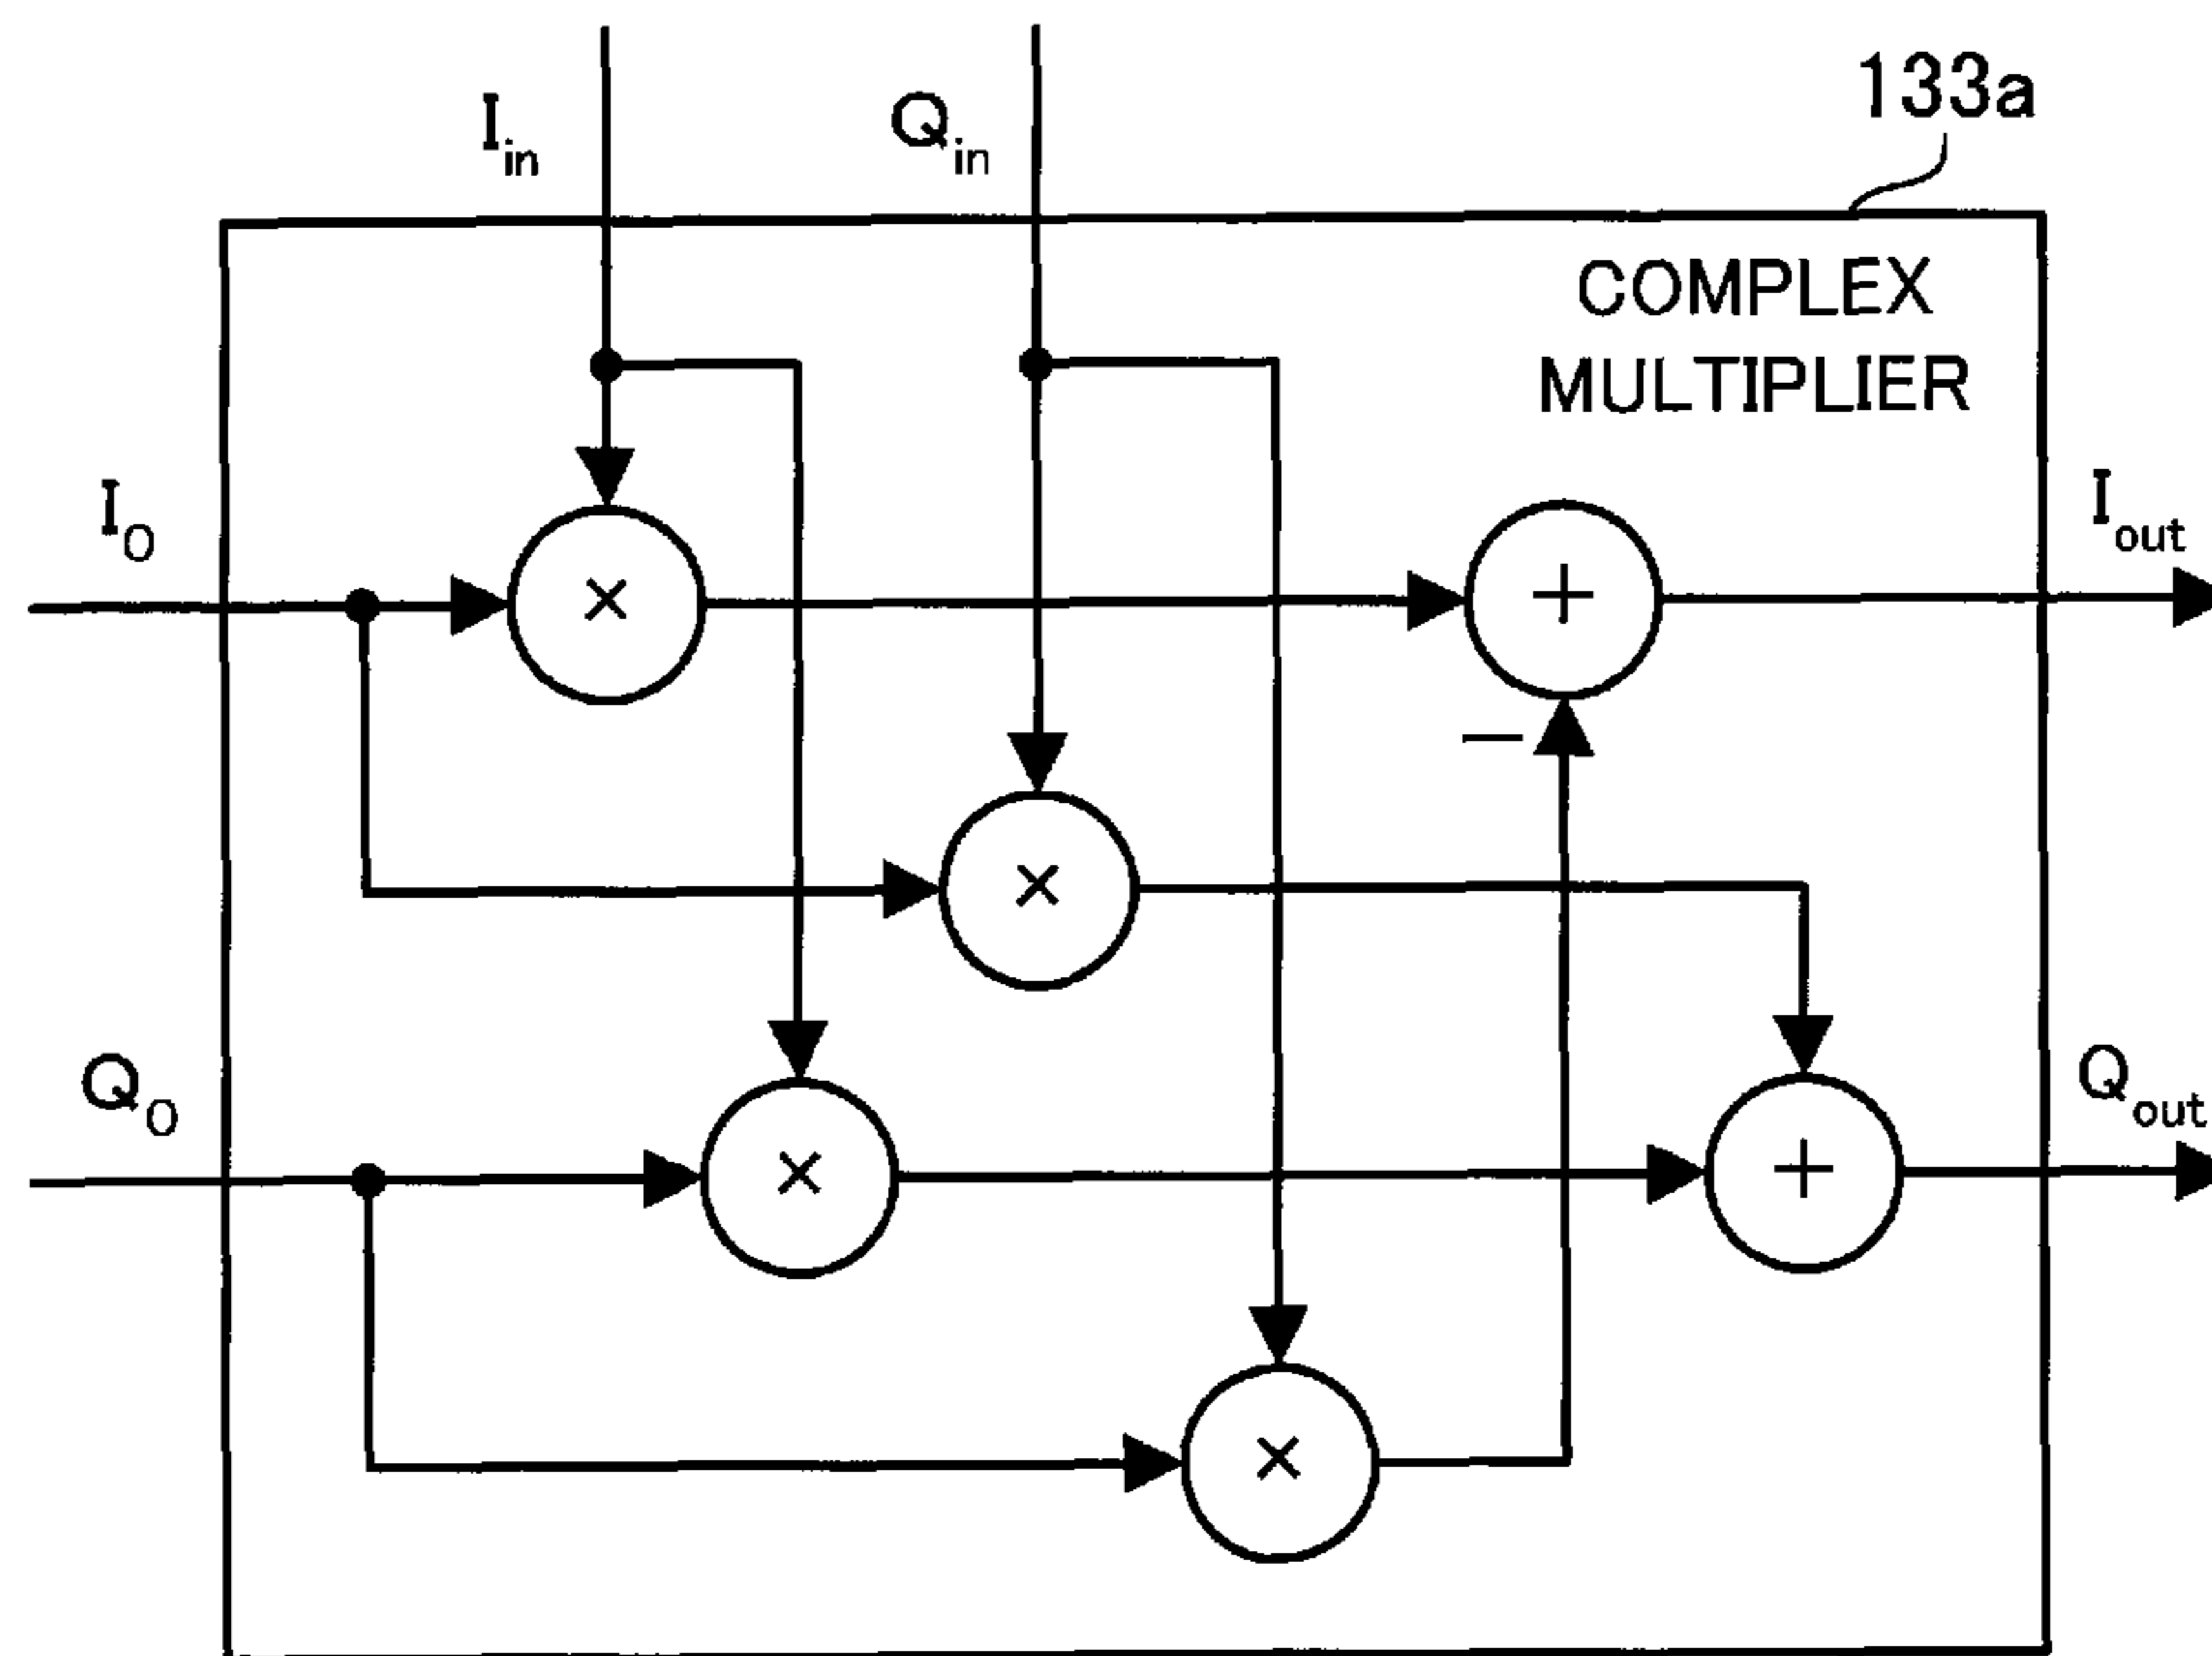 133a
I_in
Q_in
COMPLEX
MULTIPLIER
I_O
×
+
I_out
−
×
Q_O
×
+
Q_out
×